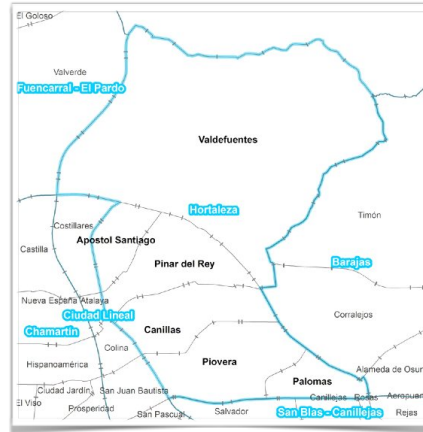 El Goloso
Valverde
Fuencarral - El Pardo
Valdefuentes
Hortaleza
Timón
Costillares
Apostol Santiago
Castilla
Pinar del Rey
Barajas
Nueva España
Atalaya
Ciudad Lineal
Corralejos
Chamartín
Canillas
Colina
Hispanoamérica
Piovera
Alameda de Osur
Palomas
Ciudad Jardín
San Juan Bautista
Canillejas
Rosas
Aeropuer
El Viso
Prosperidad
San Pascual
Salvador
San Blas - Canillejas
Rejas